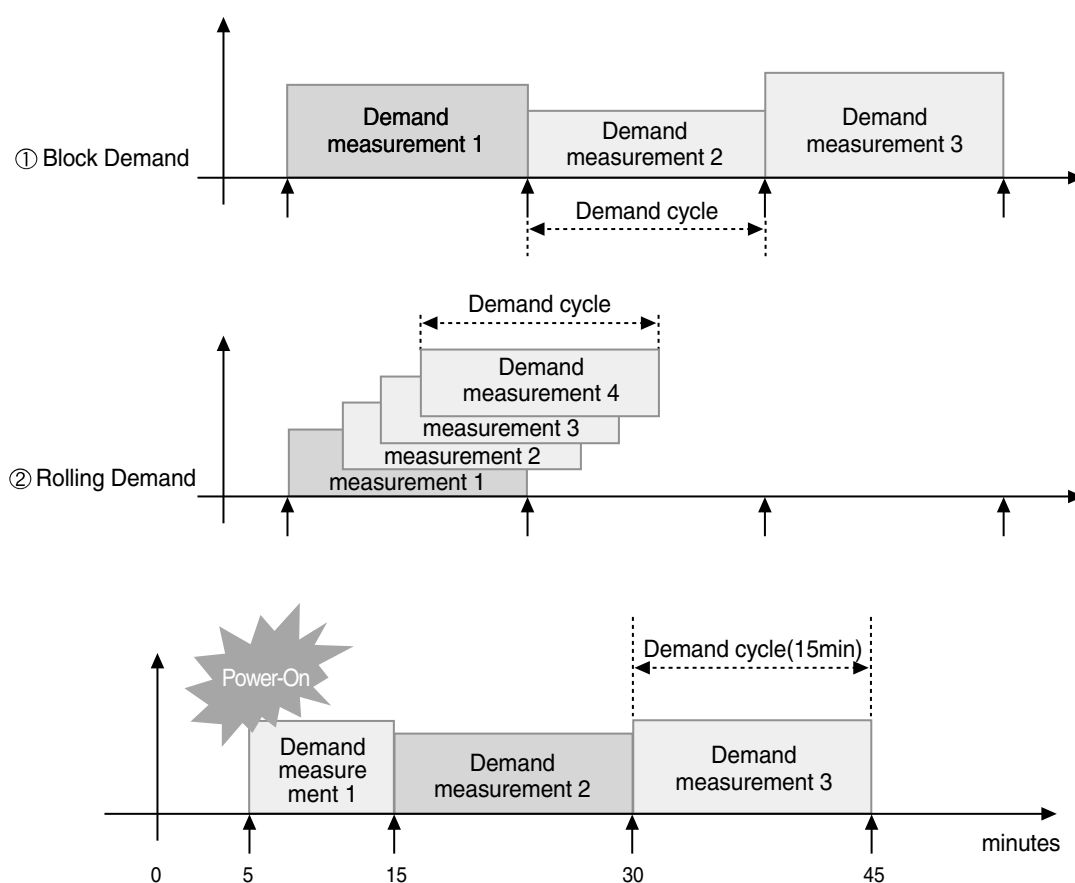 ① Block Demand
Demand
measurement 1
Demand
measurement 2
Demand
measurement 3
Demand cycle
② Rolling Demand
Demand cycle
Demand
measurement 4
measurement 3
measurement 2
measurement 1
Power-On
Demand cycle(15min)
Demand
measure
ment 1
Demand
measurement 2
Demand
measurement 3
minutes
0 5 15 30 45